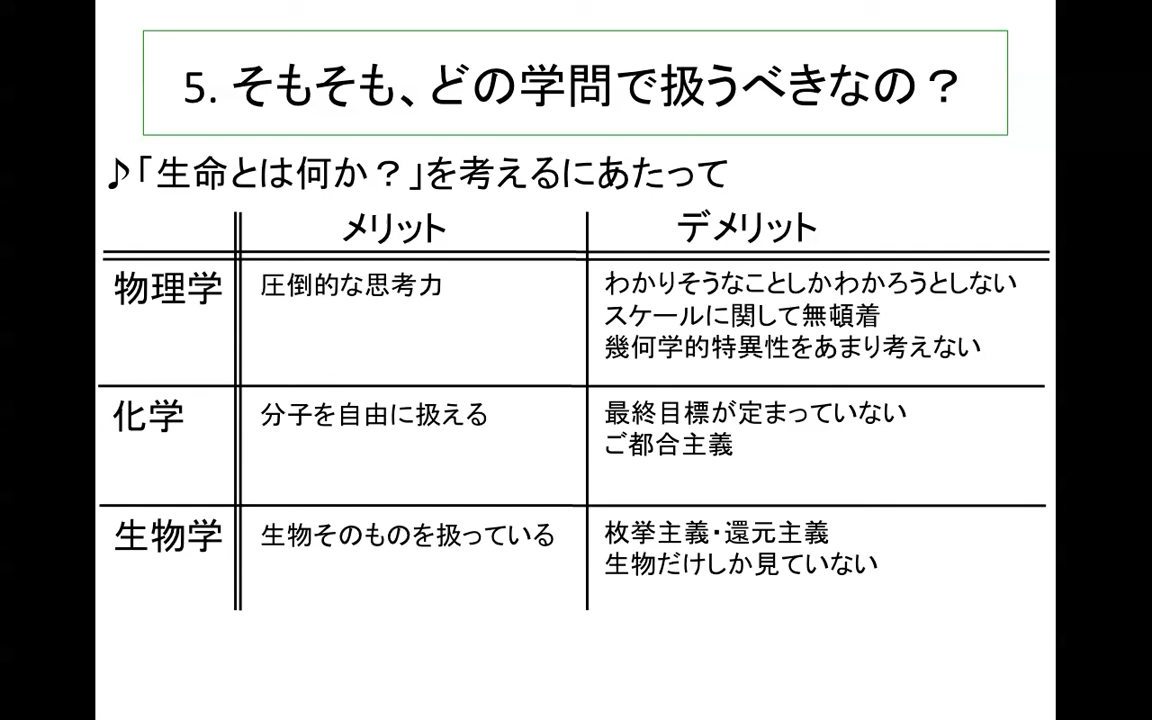 5. そもそも、どの学問で扱うべきなの？
♪「生命とは何か？」を考えるにあたって
メリット デメリット
物理学 圧倒的な思考力 わかりそうなことしかわかろうとしない
スケールに関して無頓着
幾何学的特異性をあまり考えない
化学 分子を自由に扱える 最終目標が定まっていない
ご都合主義
生物学 生物そのものを扱っている 枚挙主義・還元主義
生物だけしか見ていない